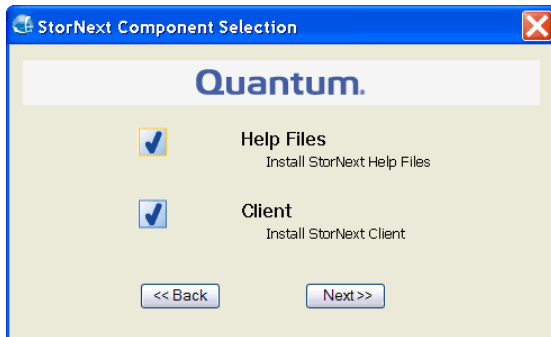 StorNext Component Selection
Quantum.
Help Files
Install StorNext Help Files
Client
Install StorNext Client
<< Back
Next >>